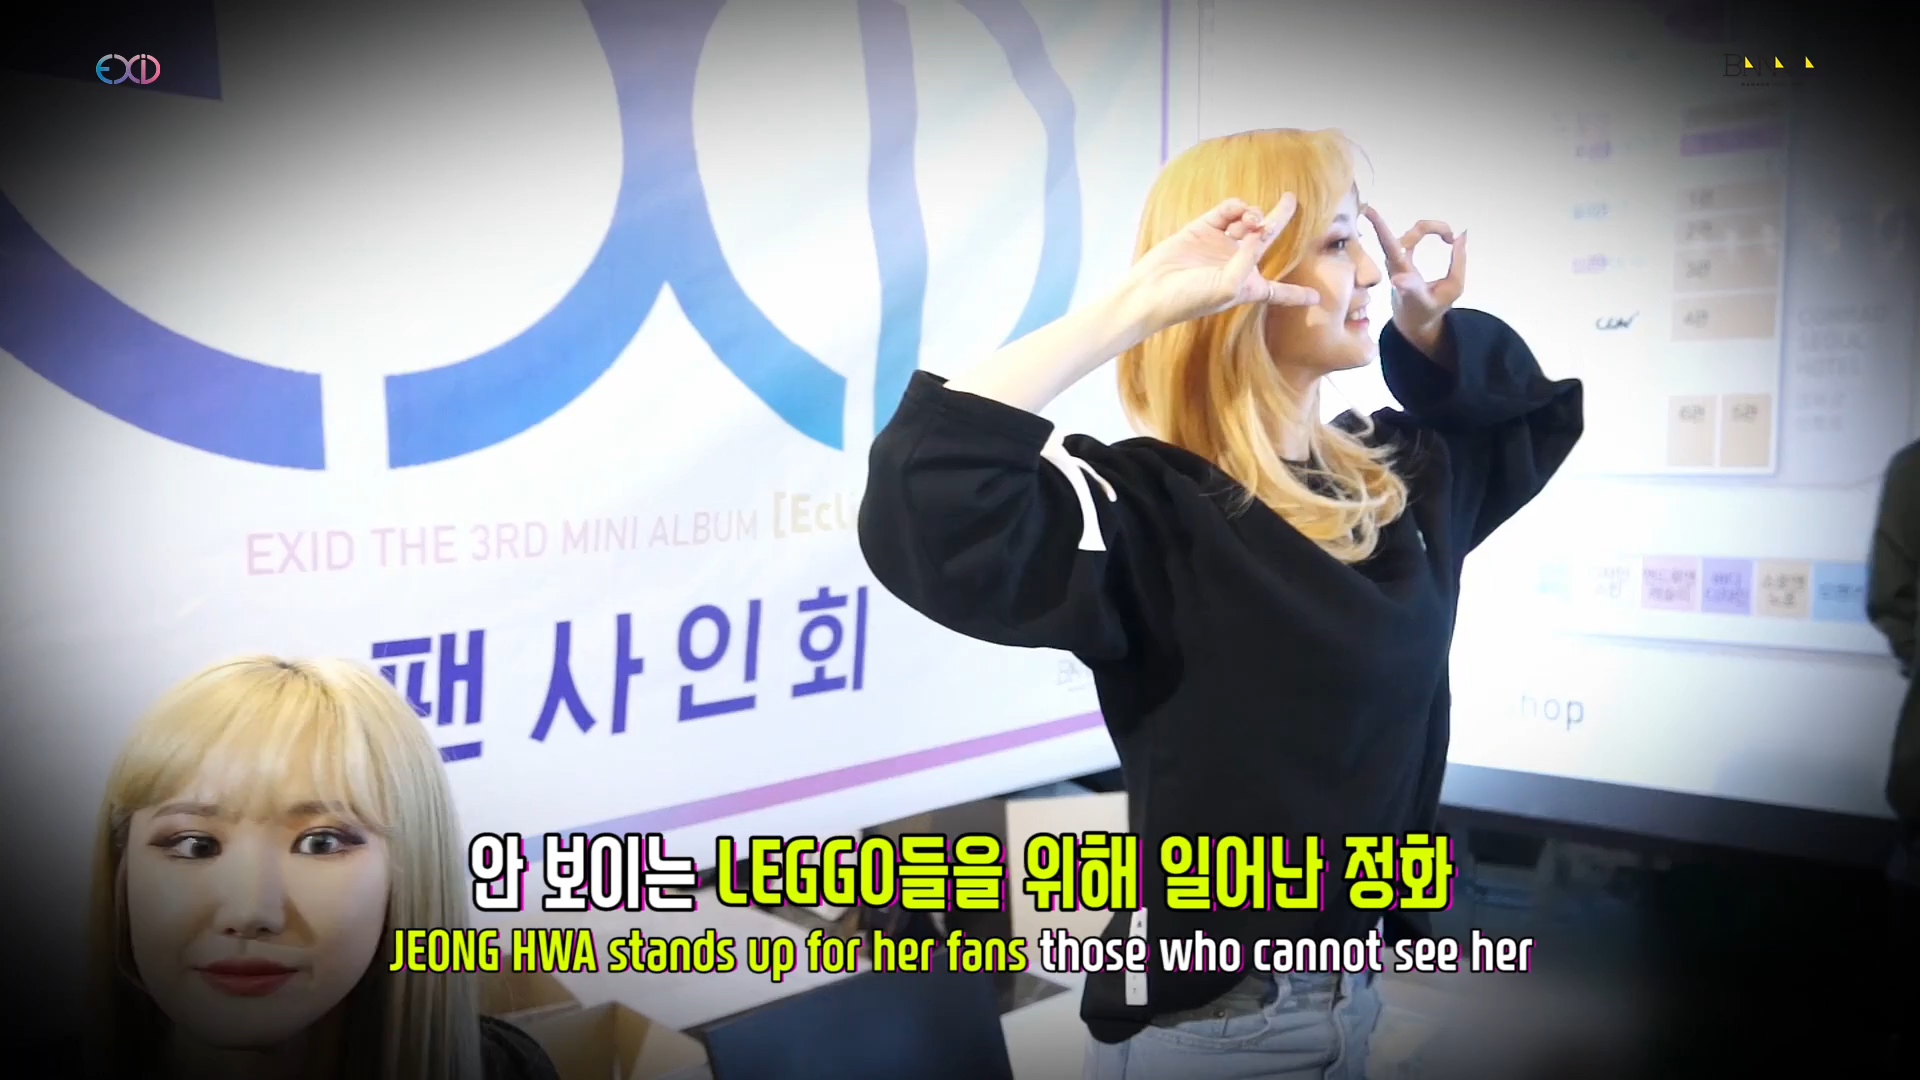 EXID
EXID THE 3RD MINI ALBUM [Ecli
팬사인회
hop
안 보이는 LEGGO들을 위해 일어난 정화
JEONG HWA stands up for her fans those who cannot see her